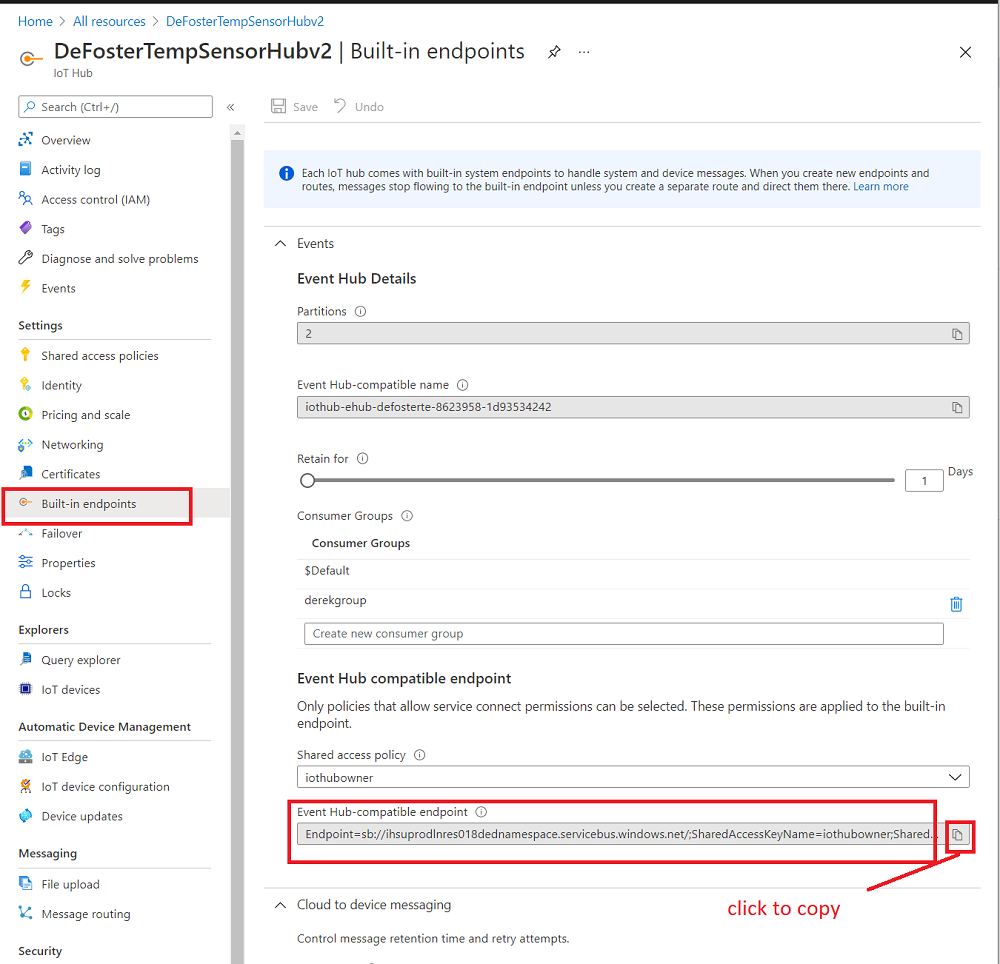 Home > All resources > DeFosterTempSensorHubv2
DeFosterTempSensorHubv2 | Built-in endpoints ...
IoT Hub
Search (Ctrl+/)
«
Overview
Activity log
Access control (IAM)
Tags
Diagnose and solve problems
Events
Settings
Shared access policies
Identity
Pricing and scale
Networking
Certificates
Built-in endpoints
Failover
Properties
Locks
Explorers
Query explorer
IoT devices
Automatic Device Management
IoT Edge
IoT device configuration
Device updates
Messaging
File upload
Message routing
Security
Save Undo
Each IoT hub comes with built-in system endpoints to handle system and device messages. When you create new endpoints and
routes, messages stop flowing to the built-in endpoint unless you create a separate route and direct them there. Learn more
Events
Event Hub Details
Partitions
2
Event Hub-compatible name
iothub-ehub-defosterte-8623958-1d93534242
Retain for
1 Days
Consumer Groups
Consumer Groups
$Default
derekgroup
Create new consumer group
Event Hub compatible endpoint
Only policies that allow service connect permissions can be selected. These permissions are applied to the built-in
endpoint.
Shared access policy
iothubowner
Event Hub-compatible endpoint
Endpoint=sb://ihsuprodlnres018dednamespace.servicebus.windows.net/;SharedAccessKeyName=iothubowner;Shared...
click to copy
Cloud to device messaging
Control message retention time and retry attempts.